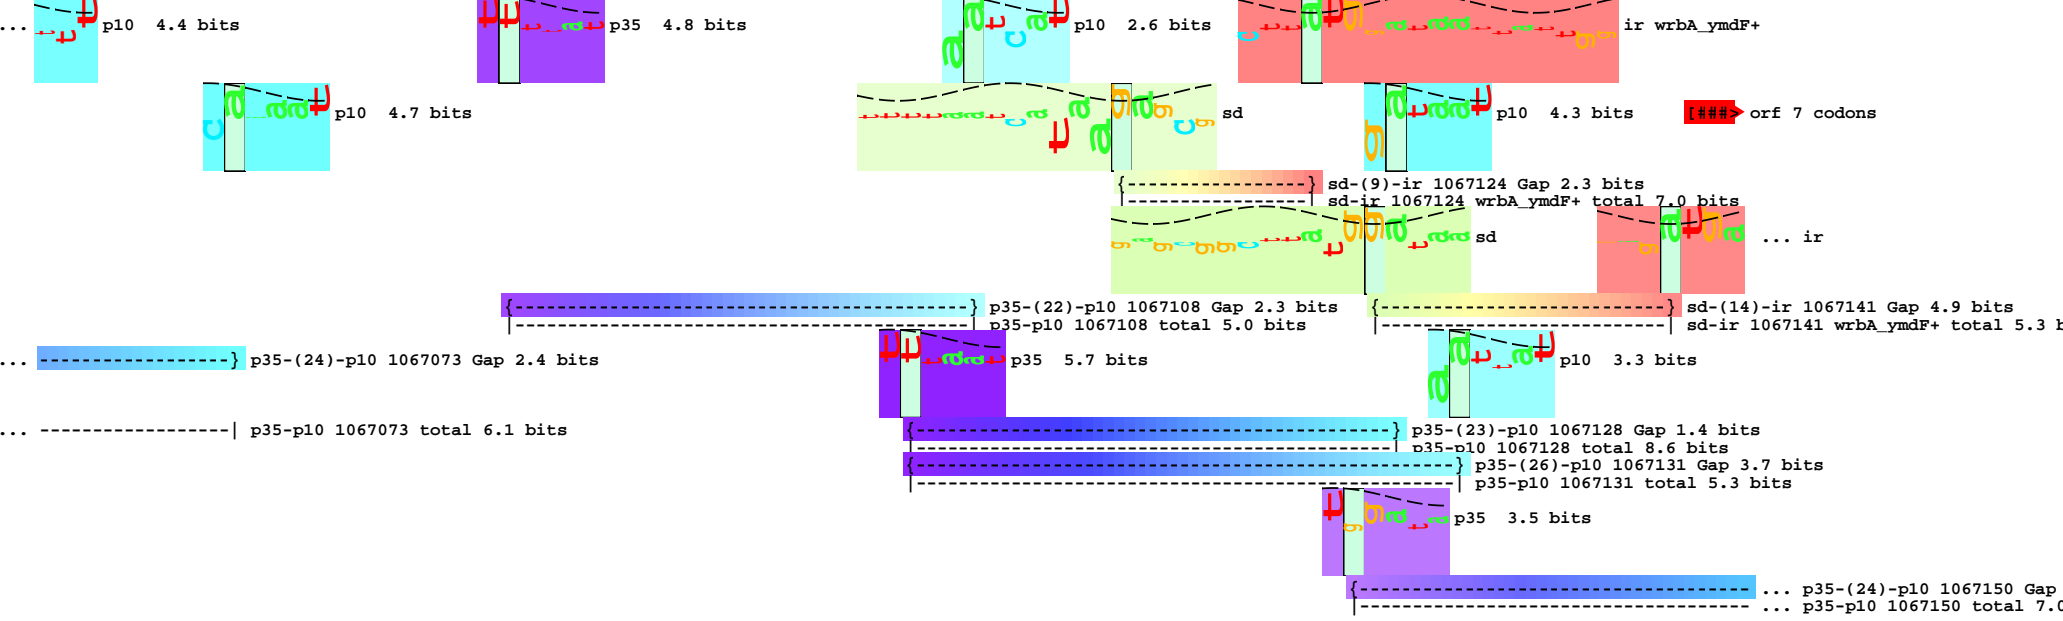 ... p10 4.4 bits
p35 4.8 bits
p10 2.6 bits
ir wrbA_ymdF+
p10 4.7 bits
sd
p10 4.3 bits
[###> orf 7 codons
{------------------} sd-(9)-ir 1067124 Gap 2.3 bits
|------------------| sd-ir 1067124 wrbA_ymdF+ total 7.0 bits
sd
... ir
p35-(22)-p10 1067108 Gap 2.3 bits
sd-(14)-ir 1067141 Gap 4.9 bits
p35-p10 1067108 total 5.0 bits
sd-ir 1067141 wrbA_ymdF+ total 5.3 b
... p35-(24)-p10 1067073 Gap 2.4 bits
p35 5.7 bits
p10 3.3 bits
... p35-p10 1067073 total 6.1 bits
p35-(23)-p10 1067128 Gap 1.4 bits
p35-p10 1067128 total 8.6 bits
p35-(26)-p10 1067131 Gap 3.7 bits
p35-p10 1067131 total 5.3 bits
p35 3.5 bits
... p35-(24)-p10 1067150 Gap
... p35-p10 1067150 total 7.0